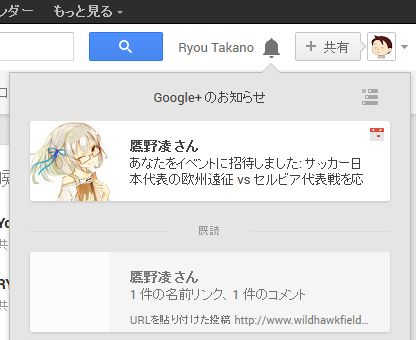 ンダー もっと見る
Ryou Takano + 共有
Google+ のお知らせ
鷹野凌さん
あなたをイベントに招待しました: サッカー日
本代表の欧州遠征 vs セルビア代表戦を応
既読
鷹野凌さん
1 件の名前リンク、1 件のコメント
URLを貼り付けた投稿 http://www.wildhawkfield...